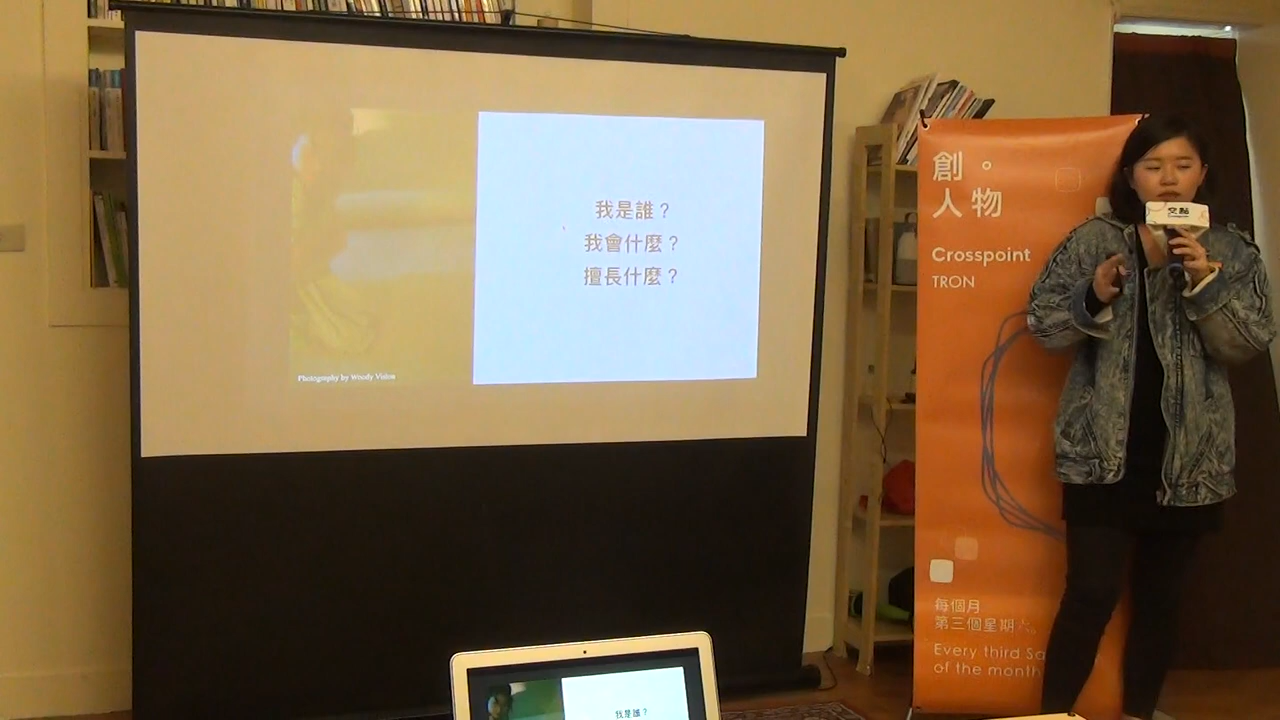 我是誰？
我會什麼？
擅長什麼？
Photography by Woody Vision
創。
人物
Crosspoint
TRON
交點
每個月
第三個星期六。
Every third Sa
of the month
我是誰？